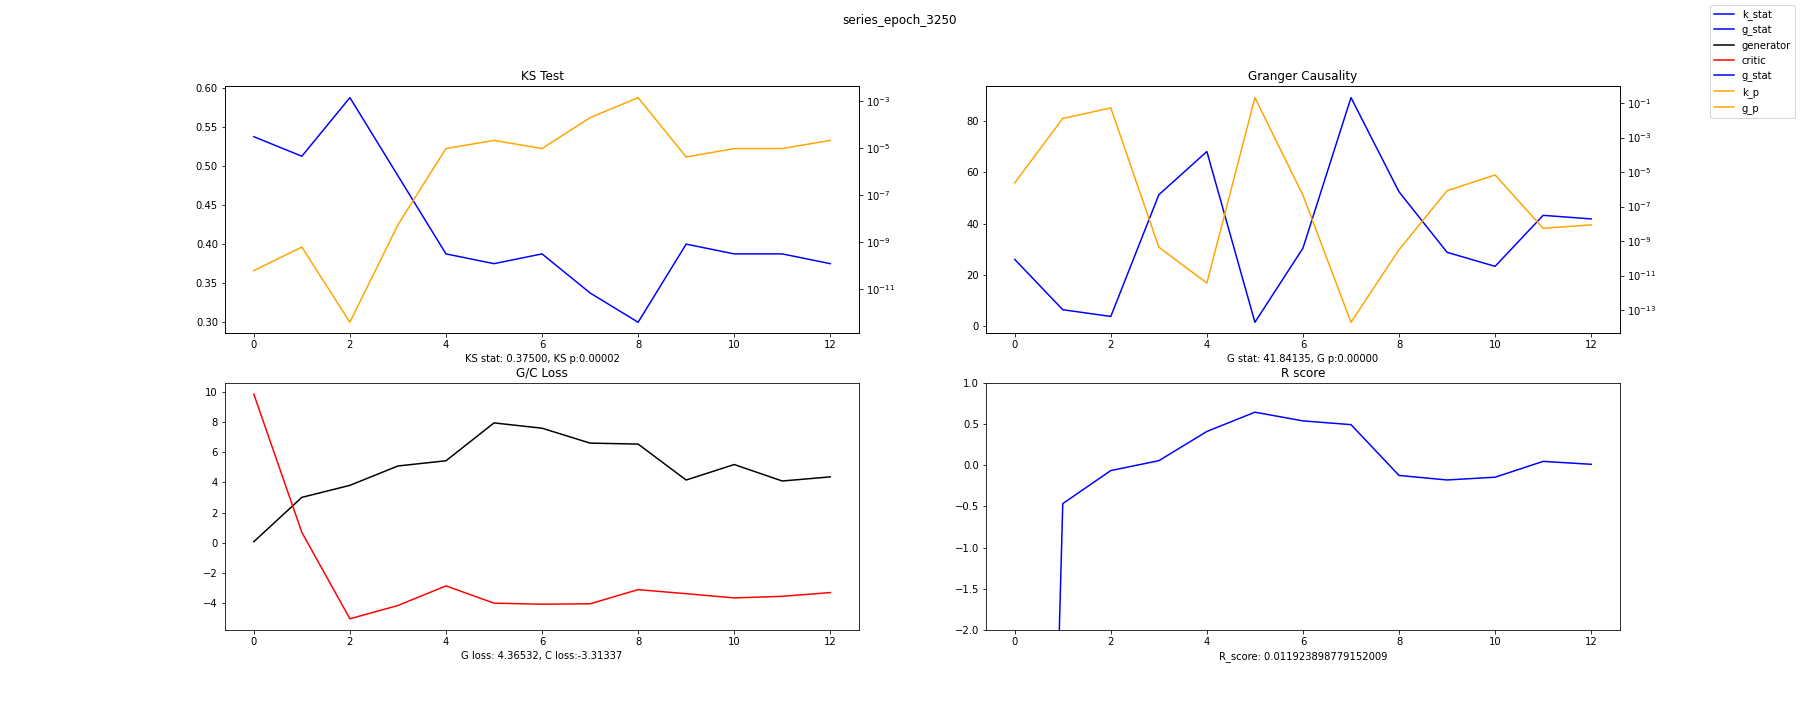 series_epoch_3250
k_stat
g_stat
generator
critic
g_stat
k_p
g_p
KS Test
0.60
0.55
0.50
0.45
0.40
0.35
0.30
10⁻³
10⁻⁵
10⁻⁷
10⁻⁹
10⁻¹¹
0 2 4 6 8 10 12
KS stat: 0.37500, KS p:0.00002
Granger Causality
80
60
40
20
0
10⁻¹
10⁻³
10⁻⁵
10⁻⁷
10⁻⁹
10⁻¹¹
10⁻¹³
0 2 4 6 8 10 12
G stat: 41.84135, G p:0.00000
G/C Loss
10
8
6
4
2
0
−2
−4
0 2 4 6 8 10 12
G loss: 4.36532, C loss:-3.31337
R score
1.0
0.5
0.0
−0.5
−1.0
−1.5
−2.0
0 2 4 6 8 10 12
R_score: 0.011923898779152009